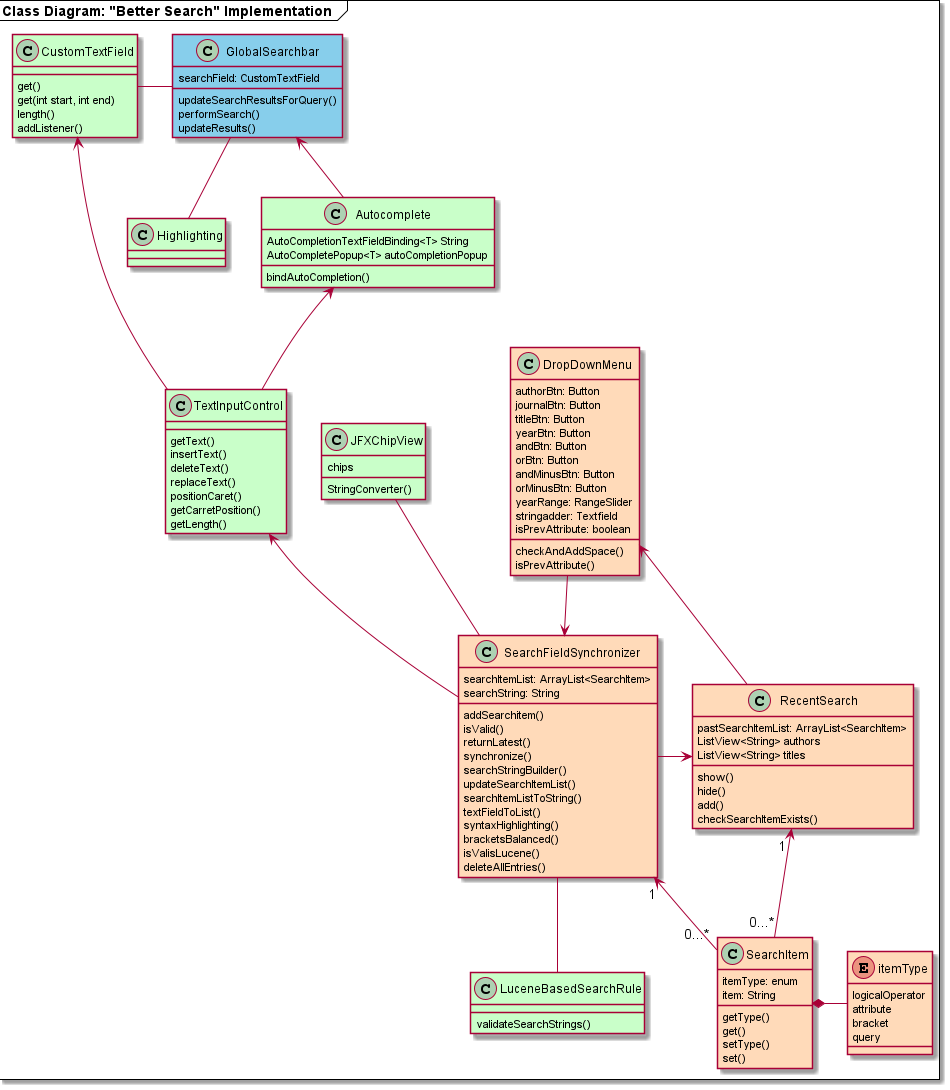 Class Diagram: "Better Search" Implementation
C CustomTextField
get()
get(int start, int end)
length()
addListener()
C GlobalSearchbar
searchField: CustomTextField
updateSearchResultsForQuery()
performSearch()
updateResults()
C Highlighting
C Autocomplete
AutoCompletionTextFieldBinding<T> String
AutoCompletePopup<T> autoCompletionPopup
bindAutoCompletion()
C TextInputControl
getText()
insertText()
deleteText()
replaceText()
positionCaret()
getCarretPosition()
getLength()
C JFXChipView
chips
StringConverter()
C DropDownMenu
authorBtn: Button
journalBtn: Button
titleBtn: Button
yearBtn: Button
andBtn: Button
orBtn: Button
andMinusBtn: Button
orMinusBtn: Button
yearRange: RangeSlider
stringadder: Textfield
isPrevAttribute: boolean
checkAndAddSpace()
isPrevAttribute()
C SearchFieldSynchronizer
searchItemList: ArrayList<SearchItem>
searchString: String
addSearchitem()
isValid()
returnLatest()
synchronize()
searchStringBuilder()
updateSearchItemList()
searchItemListToString()
textFieldToList()
syntaxHighlighting()
bracketsBalanced()
isValisLucene()
deleteAllEntries()
C RecentSearch
pastSearchItemList: ArrayList<SearchItem>
ListView<String> authors
ListView<String> titles
show()
hide()
add()
checkSearchItemExists()
1
1
0...*
0...*
C SearchItem
itemType: enum
item: String
getType()
get()
setType()
set()
E itemType
logicalOperator
attribute
bracket
query
C LuceneBasedSearchRule
validateSearchStrings()